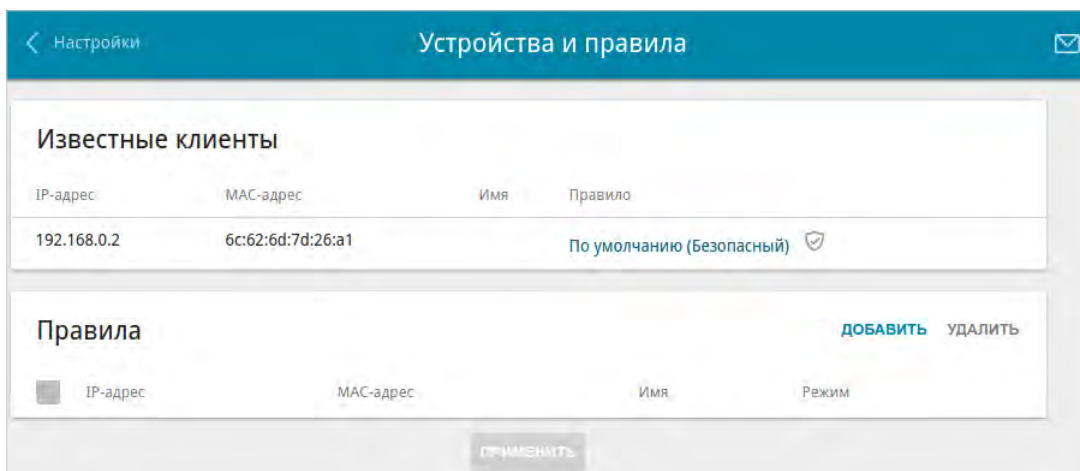 Настройки Устройства и правила
Известные клиенты
IP-адрес MAC-адрес Имя Правило
192.168.0.2 6c:62:6d:7d:26:a1 По умолчанию (Безопасный)
Правила ДОБАВИТЬ УДАЛИТЬ
IP-адрес MAC-адрес Имя Режим
ПРИМЕНИТЬ